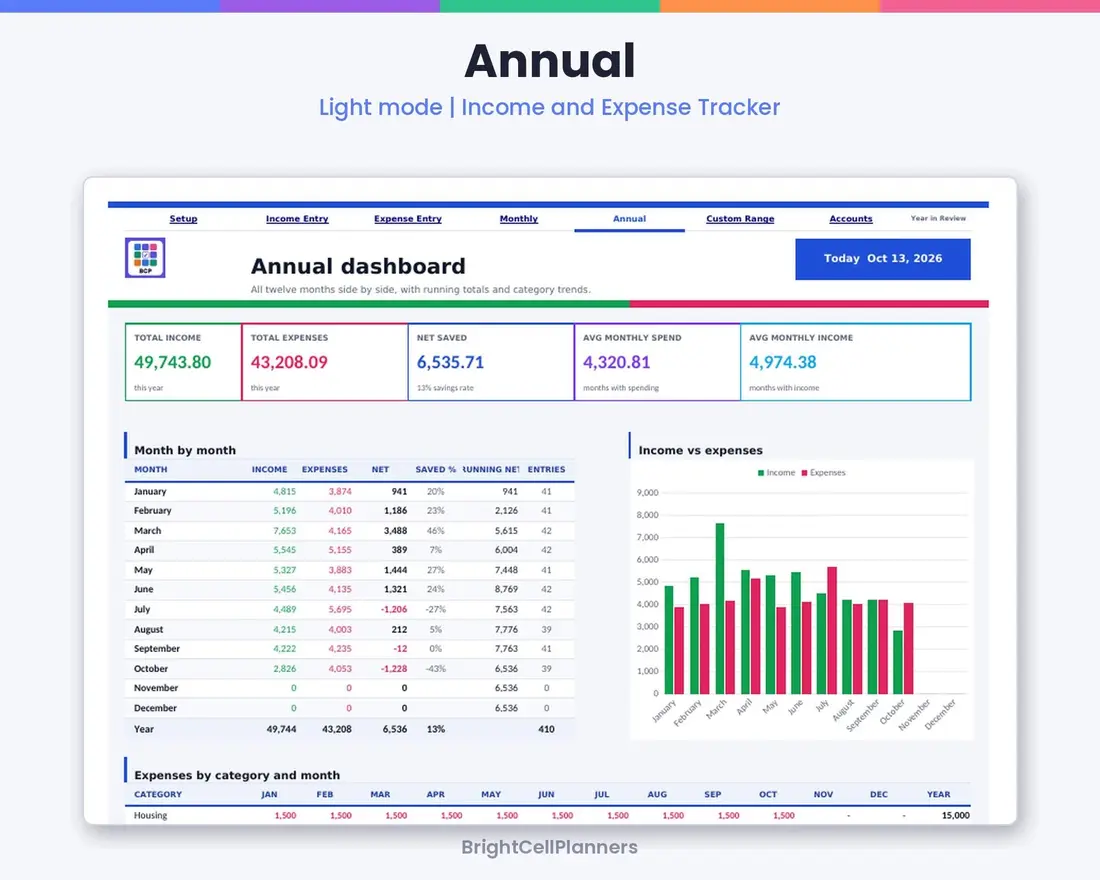 Annual
Light mode | Income and Expense Tracker
Setup Income Entry Expense Entry Monthly Annual Custom Range Accounts Year in Review
BCP
Annual dashboard
Today Oct 13, 2026
All twelve months side by side, with running totals and category trends.
TOTAL INCOME TOTAL EXPENSES NET SAVED AVG MONTHLY SPEND AVG MONTHLY INCOME
49,743.80 43,208.09 6,535.71 4,320.81 4,974.38
this year this year 13% savings rate months with spending months with income
Month by month
MONTH INCOME EXPENSES NET SAVED % RUNNING NET ENTRIES
January 4,815 3,874 941 20% 941 41
February 5,196 4,010 1,186 23% 2,126 41
March 7,653 4,165 3,488 46% 5,615 42
April 5,545 5,155 389 7% 6,004 42
May 5,327 3,883 1,444 27% 7,448 41
June 5,456 4,135 1,321 24% 8,769 42
July 4,489 5,695 -1,206 -27% 7,563 42
August 4,215 4,003 212 5% 7,776 39
September 4,222 4,235 -12 0% 7,763 41
October 2,826 4,053 -1,228 -43% 6,536 39
November 0 0 0 6,536 0
December 0 0 0 6,536 0
Year 49,744 43,208 6,536 13% 410
Income vs expenses
Income Expenses
9,000
8,000
7,000
6,000
5,000
4,000
3,000
2,000
1,000
0
January February March April May June July August September October November December
Expenses by category and month
CATEGORY JAN FEB MAR APR MAY JUN JUL AUG SEP OCT NOV DEC YEAR
Housing 1,500 1,500 1,500 1,500 1,500 1,500 1,500 1,500 1,500 1,500 - - 15,000
BrightCellPlanners